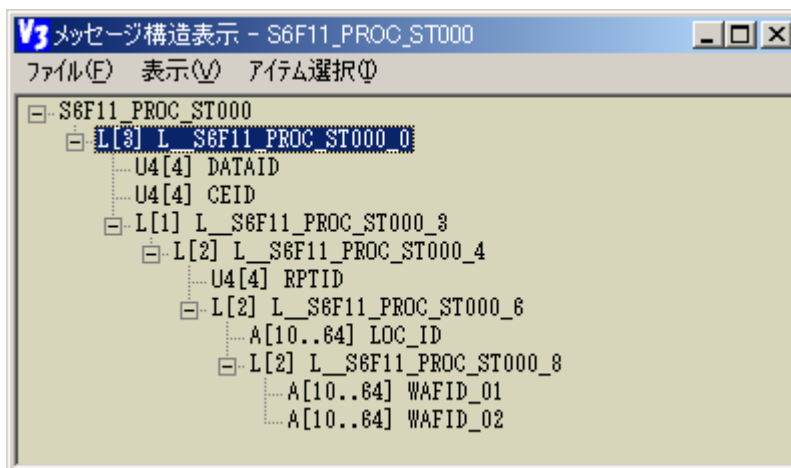 V3 メッセージ構造表示 - S6F11_PROC_ST000
ファイル(F) 表示(V) アイテム選択(I)
S6F11_PROC_ST000
L[3] L__S6F11_PROC_ST000_0
U4[4] DATAID
U4[4] CEID
L[1] L__S6F11_PROC_ST000_3
L[2] L__S6F11_PROC_ST000_4
U4[4] RPTID
L[2] L__S6F11_PROC_ST000_6
A[10..64] LOC_ID
L[2] L__S6F11_PROC_ST000_8
A[10..64] WAFID_01
A[10..64] WAFID_02